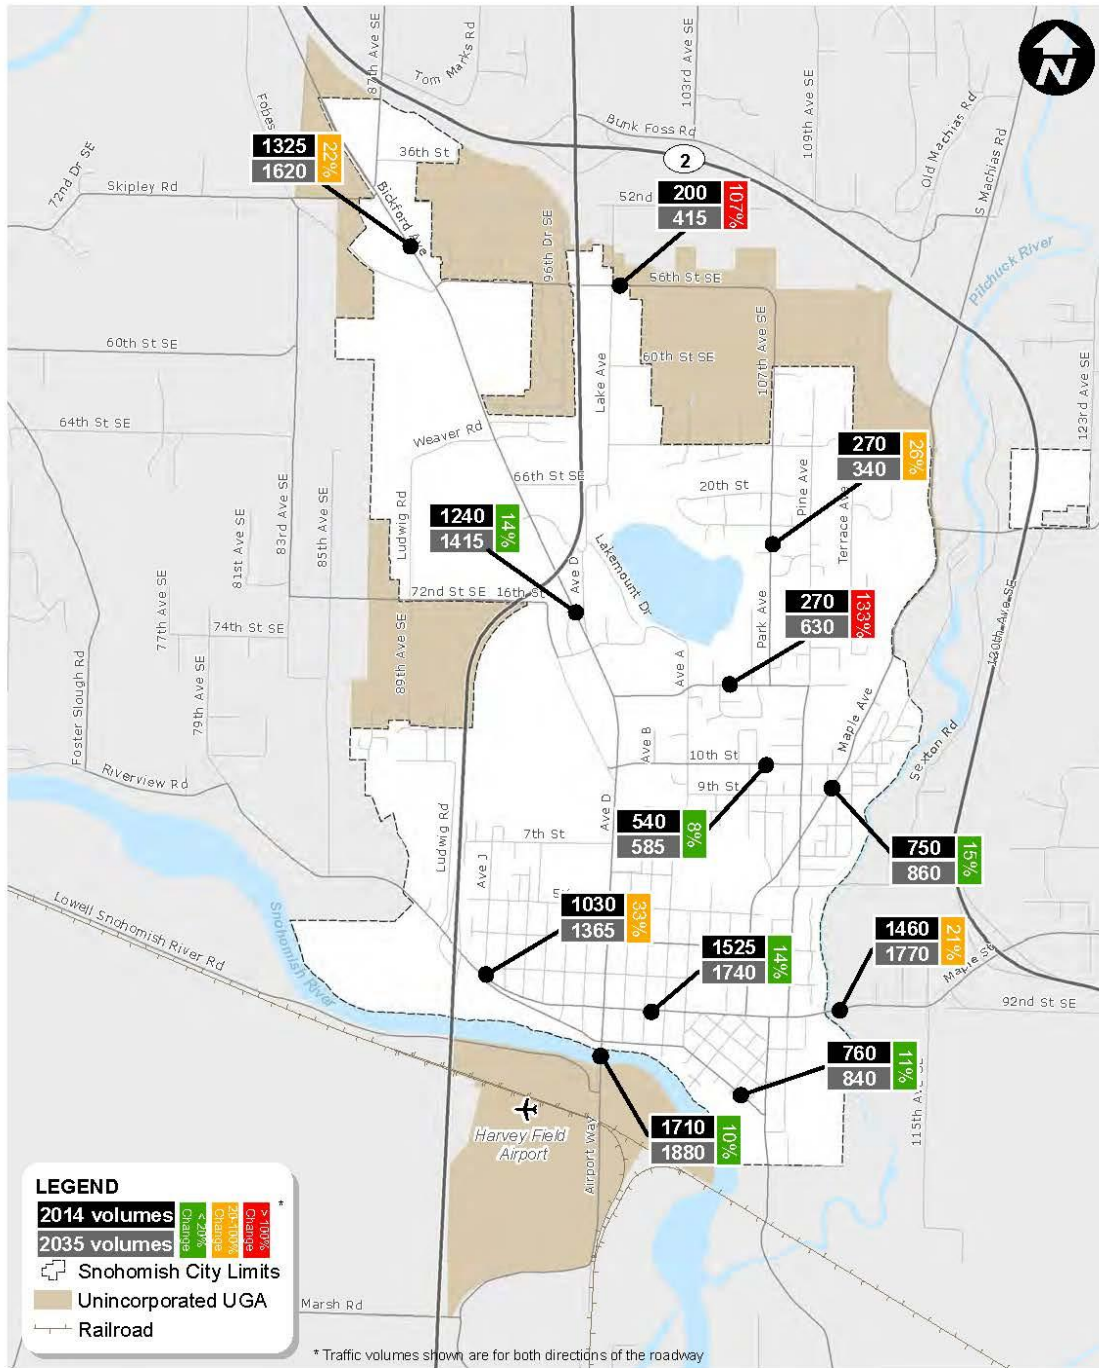 87th Ave SE
Tom Marks Rd
103rd Ave SE
109th Ave SE
Bunk Foss Rd
Old Machias Rd
S Machias Rd
Fobes
72nd Dr SE
Skipley Rd
1325
1620
22%
36th St
Bickford Ave
2
52nd
200
415
107%
96th Dr SE
56th St SE
Pilchuck River
60th St SE
Lake Ave
60th St SE
107th Ave SE
123rd Ave SE
64th St SE
Weaver Rd
66th St SE
20th St
Pine Ave
Terrace Ave
270
340
26%
83rd Ave SE
85th Ave SE
81st Ave SE
Ludwig Rd
1240
1415
14%
Ave D
Lakemount Dr
72nd St SE
16th St
77th Ave SE
74th St SE
89th Ave SE
79th Ave SE
Foster Slough Rd
Riverview Rd
Park Ave
270
630
133%
Ave A
Ave B
Maple Ave
Sexton Rd
120th Ave SE
10th St
9th St
Ave D
7th St
Ludwig Rd
Ave J
540
585
8%
750
860
15%
Lowell Snohomish River Rd
Snohomish River
1030
1365
33%
1525
1740
14%
1460
1770
21%
Maple St
92nd St SE
760
840
11%
115th Ave SE
1710
1880
10%
Harvey Field
Airport
Airport Way
LEGEND
2014 volumes
2035 volumes
< 20%
Change
20-100%
Change
> 100%
Change
*
Snohomish City Limits
Unincorporated UGA
Railroad
Marsh Rd
* Traffic volumes shown are for both directions of the roadway
N